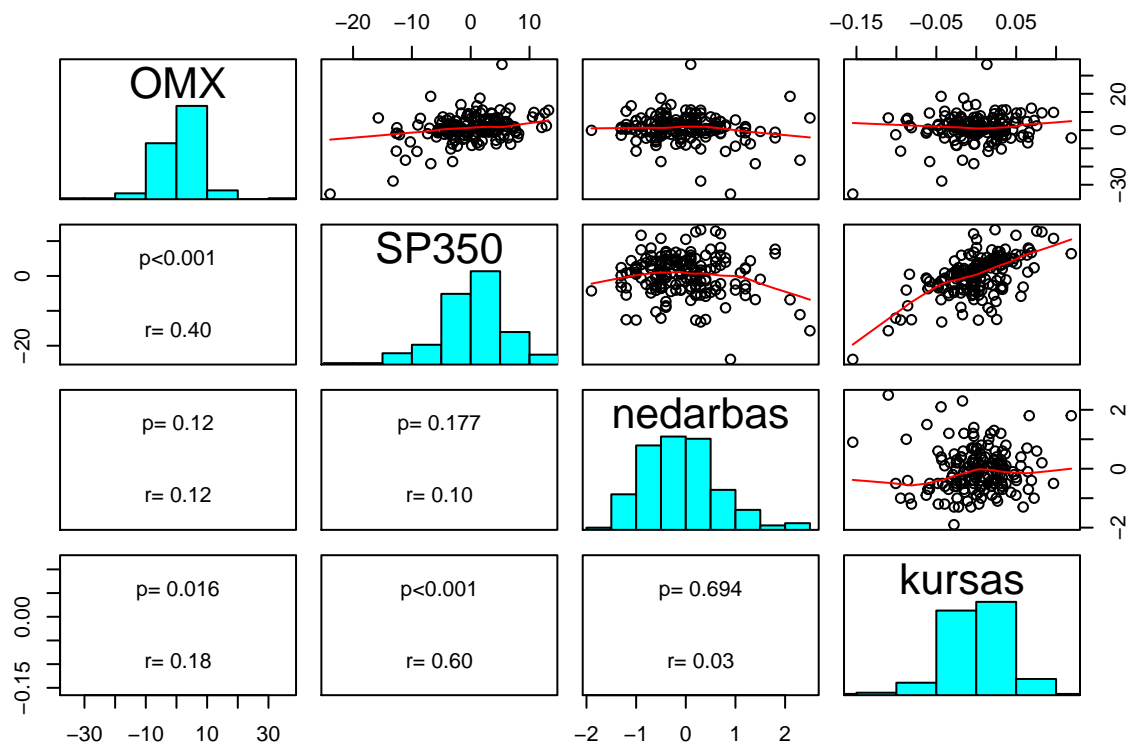 −20 −10 0 10
−0.15 −0.05 0.05
OMX
−30 0 10 20
−20 0
p<0.001
r= 0.40
SP350
p= 0.12
r= 0.12
p= 0.177
r= 0.10
nedarbas
−2 0 1 2
−0.15 0.00
p= 0.016
r= 0.18
p<0.001
r= 0.60
p= 0.694
r= 0.03
kursas
−30 −10 10 30
−2 −1 0 1 2